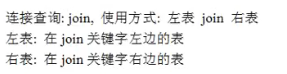 连接查询: join, 使用方式: 左表 join 右表
左表: 在 join 关键字左边的表
右表: 在 join 关键字右边的表